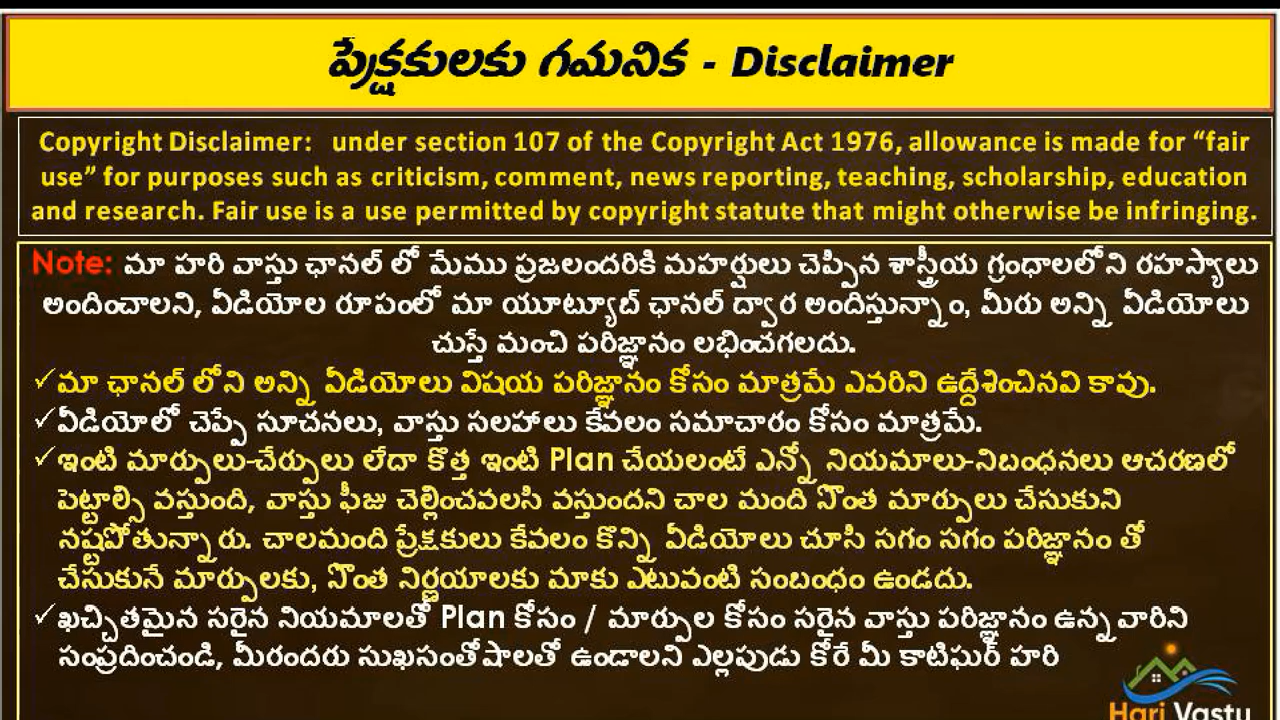 ప్రేక్షకులకు గమనిక - Disclaimer
Copyright Disclaimer: under section 107 of the Copyright Act 1976, allowance is made for “fair
use” for purposes such as criticism, comment, news reporting, teaching, scholarship, education
and research. Fair use is a use permitted by copyright statute that might otherwise be infringing.
Note: మా హరి వాస్తు ఛానల్ లో మేము ప్రజలందరికి మహర్షులు చెప్పిన శాస్త్రీయ గ్రంధాలలోని రహస్యాలు
అందించాలని, వీడియోల రూపంలో మా యూట్యూబ్ ఛానల్ ద్వార అందిస్తున్నాం, మీరు అన్ని వీడియోలు
చుస్తే మంచి పరిజ్ఞానం లభించగలదు.
✓మా ఛానల్ లోని అన్ని వీడియోలు విషయ పరిజ్ఞానం కోసం మాత్రమే ఎవరిని ఉద్దేశించినవి కావు.
✓వీడియోలో చెప్పే సూచనలు, వాస్తు సలహాలు కేవలం సమాచారం కోసం మాత్రమే.
✓ఇంటి మార్పులు-చేర్పులు లేదా కొత్త ఇంటి Plan చేయలంటే ఎన్నో నియమాలు-నిబంధనలు ఆచరణలో
పెట్టాల్సి వస్తుంది, వాస్తు ఫీజు చెల్లించవలసి వస్తుందని చాల మంది సొంత మార్పులు చేసుకుని
నష్టపోతున్నారు. చాలమంది ప్రేక్షకులు కేవలం కొన్ని వీడియోలు చూసి సగం సగం పరిజ్ఞానం తో
చేసుకునే మార్పులకు, సొంత నిర్ణయాలకు మాకు ఎటువంటి సంబంధం ఉండదు.
✓ఖచ్చితమైన సరైన నియమాలతో Plan కోసం / మార్పుల కోసం సరైన వాస్తు పరిజ్ఞానం ఉన్నవారిని
సంప్రదించండి, మీరందరు సుఖసంతోషాలతో ఉండాలని ఎల్లపుడు కోరే మీ కాటిఘర్ హరి
Hari Vastu